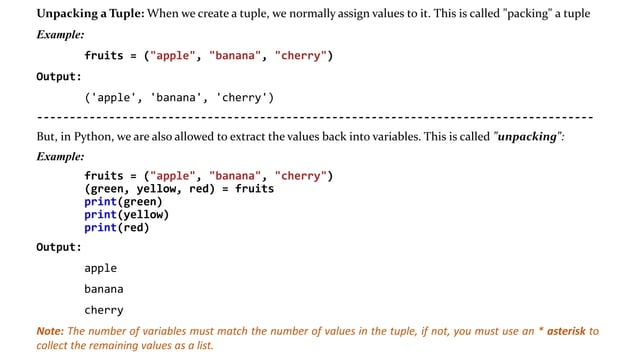 Unpacking a Tuple: When we create a tuple, we normally assign values to it. This is called "packing" a tuple
Example:
fruits = ("apple", "banana", "cherry")
Output:
('apple', 'banana', 'cherry')
--------------------------------------------------------------------------------------
But, in Python, we are also allowed to extract the values back into variables. This is called "unpacking":
Example:
fruits = ("apple", "banana", "cherry")
(green, yellow, red) = fruits
print(green)
print(yellow)
print(red)
Output:
apple
banana
cherry
Note: The number of variables must match the number of values in the tuple, if not, you must use an * asterisk to
collect the remaining values as a list.